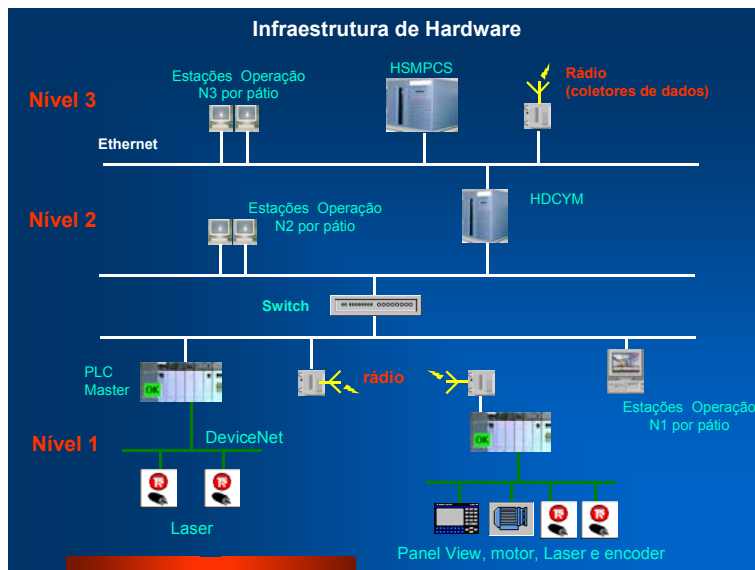 Infraestrutura de Hardware
Nível 3
Estações Operação
N3 por pátio
HSMPCS
Rádio
(coletores de dados)
Ethernet
Nível 2
Estações Operação
N2 por pátio
HDCYM
Switch
PLC
Master
OK
rádio
OK
Estações Operação
N1 por pátio
Nível 1
DeviceNet
Laser
Panel View, motor, Laser e encoder